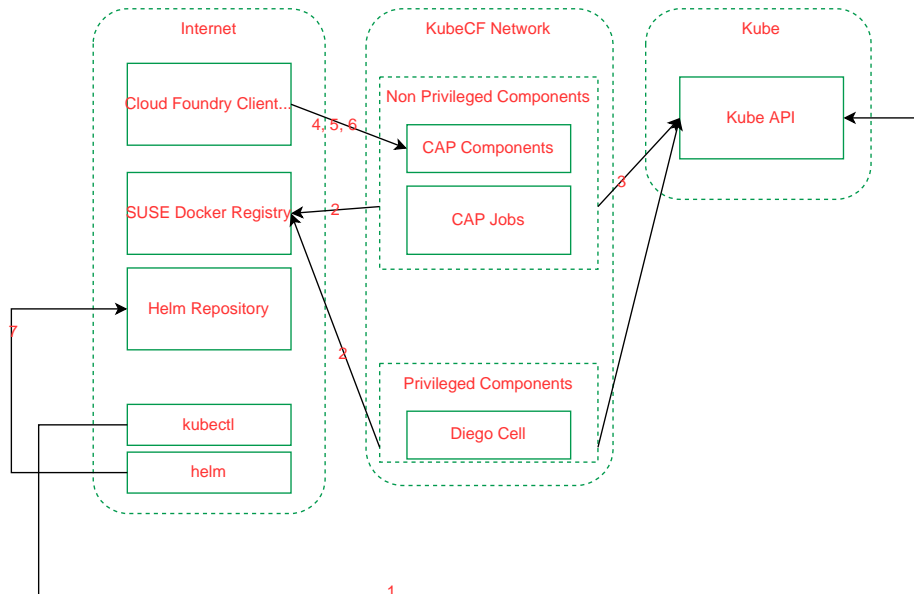 Internet
KubeCF Network
Kube
Cloud Foundry Client...
4, 5, 6
Non Privileged Components
CAP Components
Kube API
SUSE Docker Registry
2
CAP Jobs
3
Helm Repository
7
2
Privileged Components
kubectl
Diego Cell
helm
1